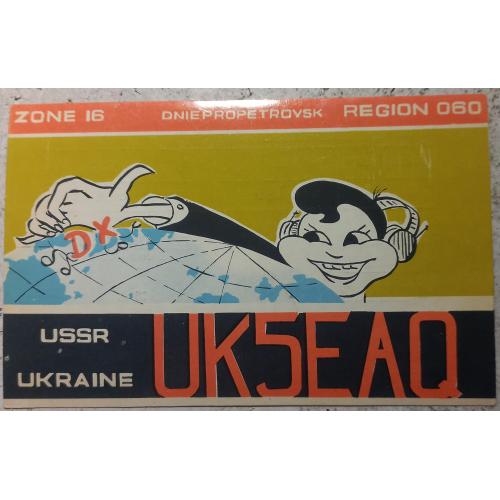 ZONE 16 DNIEPROPETROVSK REGION 060
DX
USSR
UKRAINE
UK5EAQ